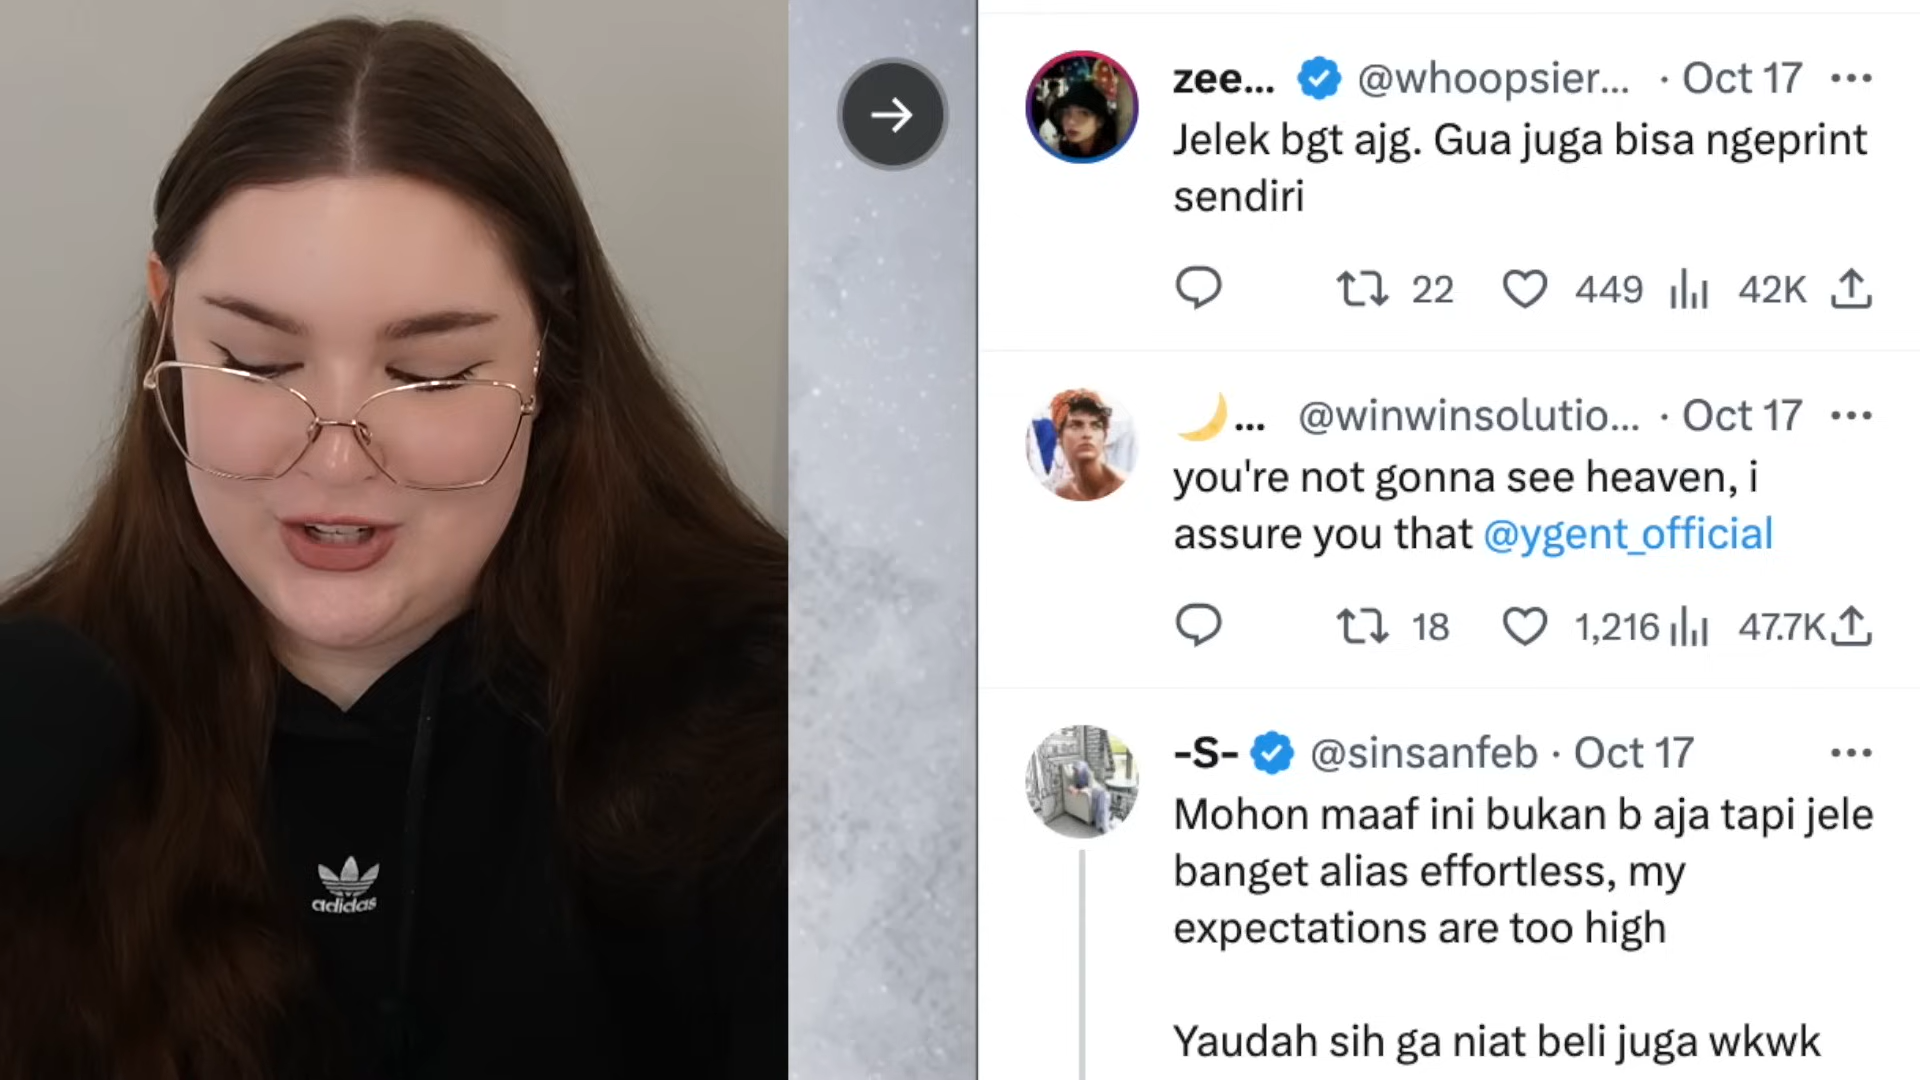 zee... @whoopsier... · Oct 17 ...
Jelek bgt ajg. Gua juga bisa ngeprint
sendiri
22 449 42K
🌙... @winwinsolutio... · Oct 17 ...
you're not gonna see heaven, i
assure you that @ygent_official
18 1,216 47.7K
-S- @sinsanfeb · Oct 17 ...
Mohon maaf ini bukan b aja tapi jele
banget alias effortless, my
expectations are too high
Yaudah sih ga niat beli juga wkwk
adidas